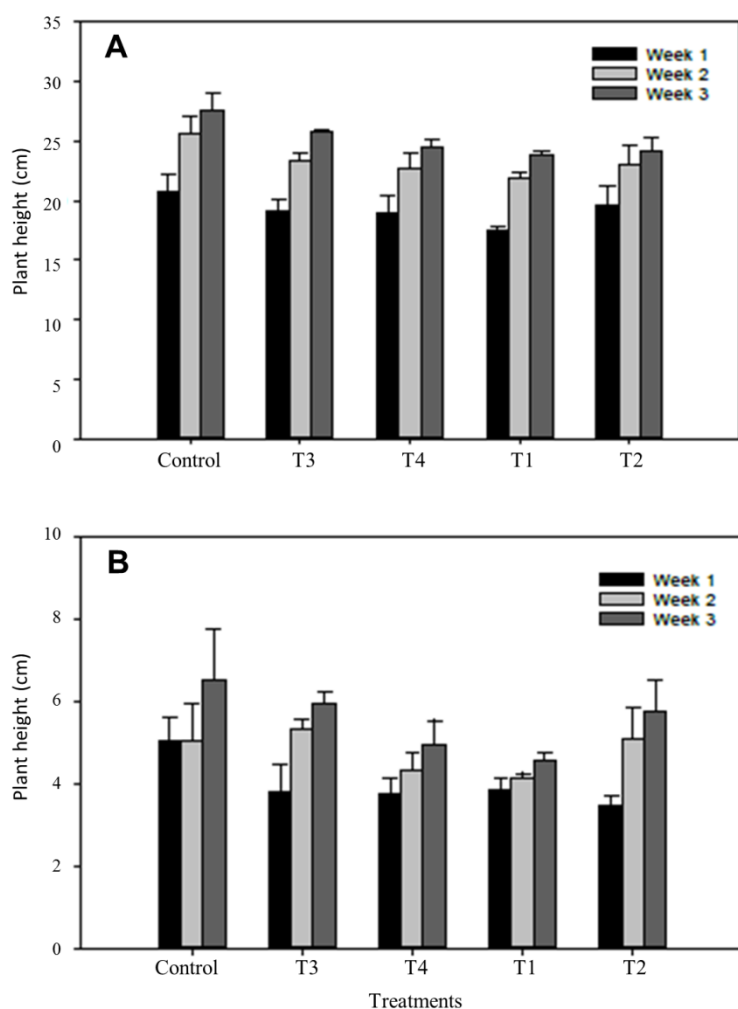 A
Week 1
Week 2
Week 3
35
30
25
20
15
10
5
0
Plant height (cm)
Control T3 T4 T1 T2
B
Week 1
Week 2
Week 3
10
8
6
4
2
0
Plant height (cm)
Control T3 T4 T1 T2
Treatments